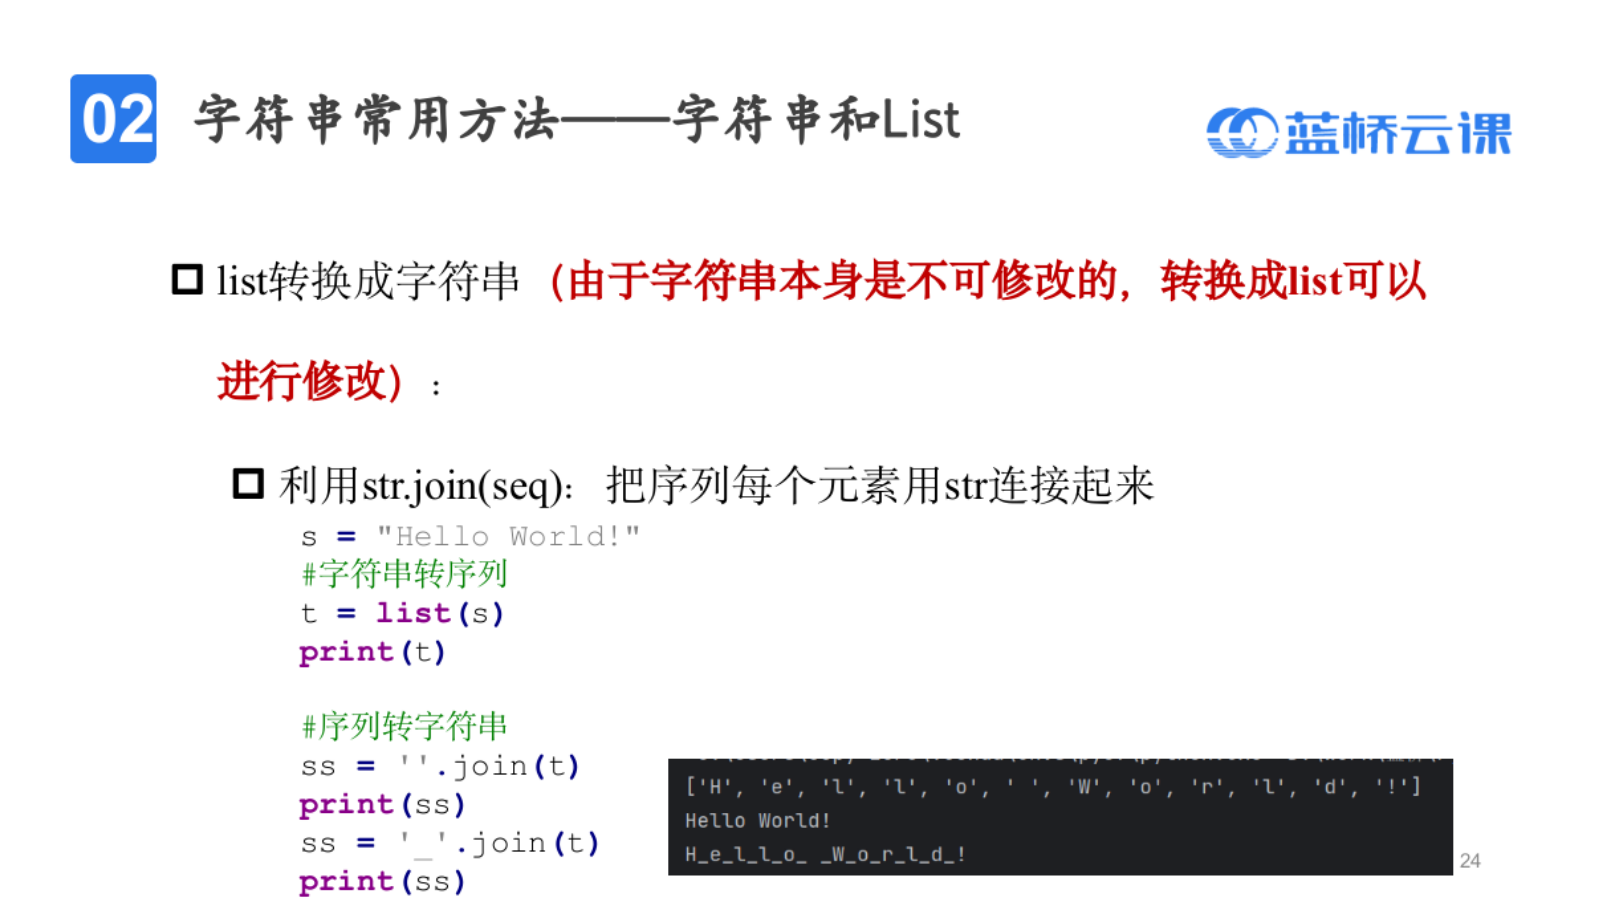 02 字符串常用方法——字符串和List
蓝桥云课
list转换成字符串（由于字符串本身是不可修改的，转换成list可以
进行修改）：
利用str.join(seq)：把序列每个元素用str连接起来
s = "Hello World!"
#字符串转序列
t = list(s)
print(t)
#序列转字符串
ss = ''.join(t)
print(ss)
ss = '_'.join(t)
print(ss)
['H', 'e', 'l', 'l', 'o', ' ', 'W', 'o', 'r', 'l', 'd', '!']
Hello World!
H_e_l_l_o_ _W_o_r_l_d_!
24